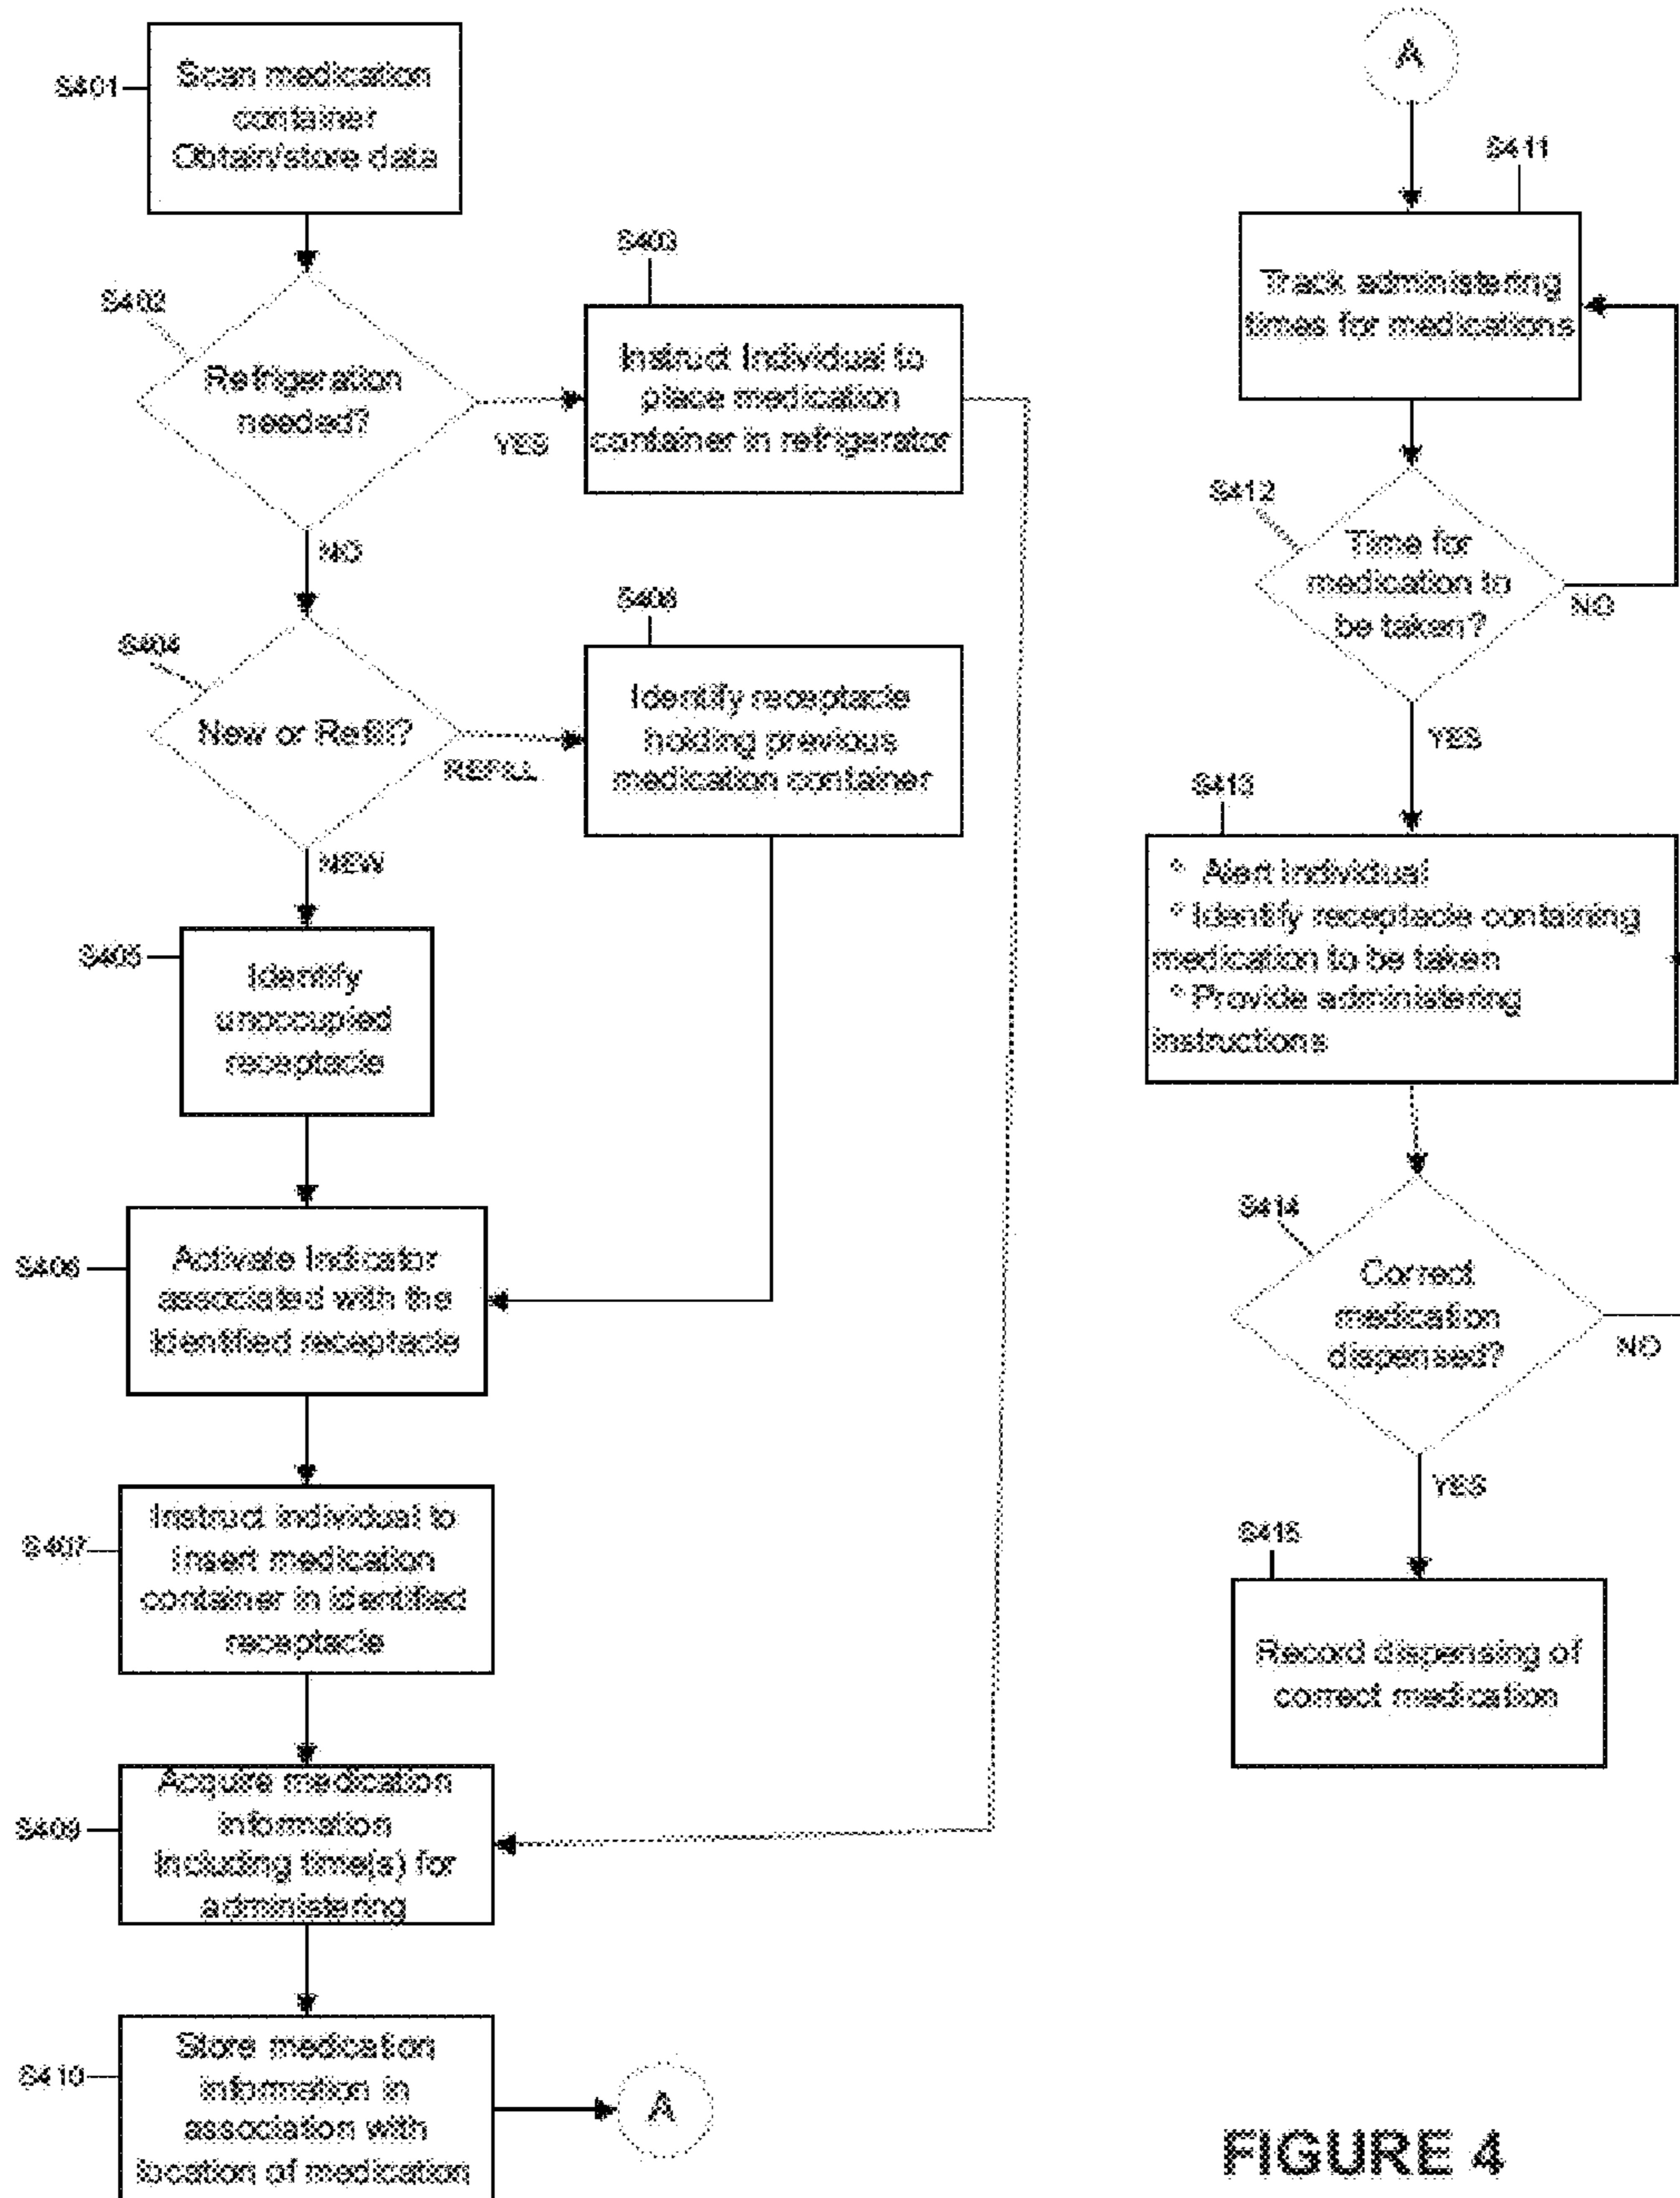 S401
Scan medication
container
Obtain/store data
S402
Refrigeration
needed?
YES
NO
S403
Instruct Individual to
place medication
container in refrigerator
S404
New or Refill?
REFILL
NEW
Identify receptacle
holding previous
medication container
S405
Identify
unoccupied
receptacle
S406
Activate Indicator
associated with the
Identified receptacle
S407
Instruct individual to
Insert medication
container in identified
receptacle
S409
Acquire medication
information
Including time(s) for
administering
S410
Store medication
information in
association with
location of medication
A
A
S411
Track administering
times for medications
S412
Time for
medication to
be taken?
NO
YES
S413
* Alert individual
* Identify receptacle containing
medication to be taken
* Provide administering
instructions
S414
Correct
medication
dispensed?
NO
YES
S415
Record dispensing of
correct medication
FIGURE 4